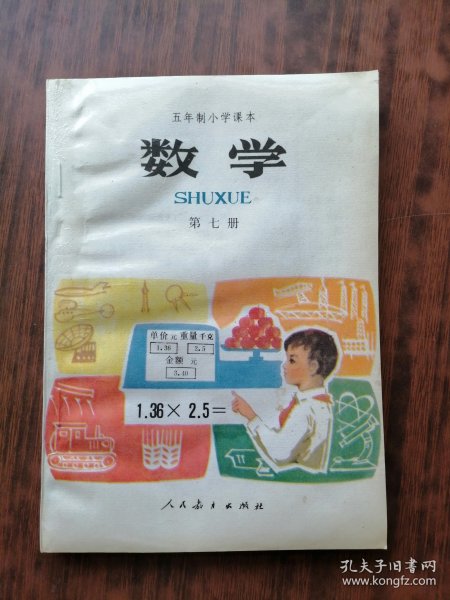 五年制小学课本
数学
SHUXUE
第七册
单价元 重量千克
1.36 2.5
金额 元
3.40
1.36 × 2.5 =
人民教育出版社
孔夫子旧书网
www.kongfz.com